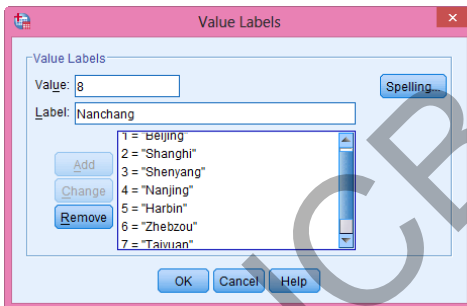 Value Labels
Value Labels
Value: 8
Spelling...
Label: Nanchang
1 = "Beijing"
2 = "Shanghi"
3 = "Shenyang"
Add
4 = "Nanjing"
Change
5 = "Harbin"
Remove
6 = "Zhebzou"
7 = "Taiyuan"
OK Cancel Help